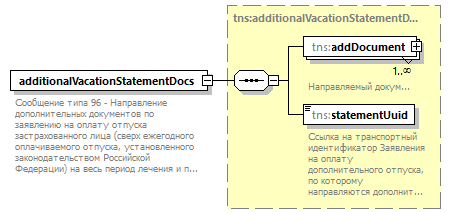 tns:additionalVacationStatementD...
tns:addDocument
1..∞
Направляемый докум...
additionalVacationStatementDocs
Сообщение типа 96 - Направление
дополнительных документов по
заявлению на оплату отпуска
застрахованного лица (сверх ежегодного
оплачиваемого отпуска, установленного
законодательством Российской
Федерации) на весь период лечения и п...
tns:statementUuid
Ссылка на транспортный
идентификатор Заявления
на оплату
дополнительного отпуска,
по которому
направляются дополнит...